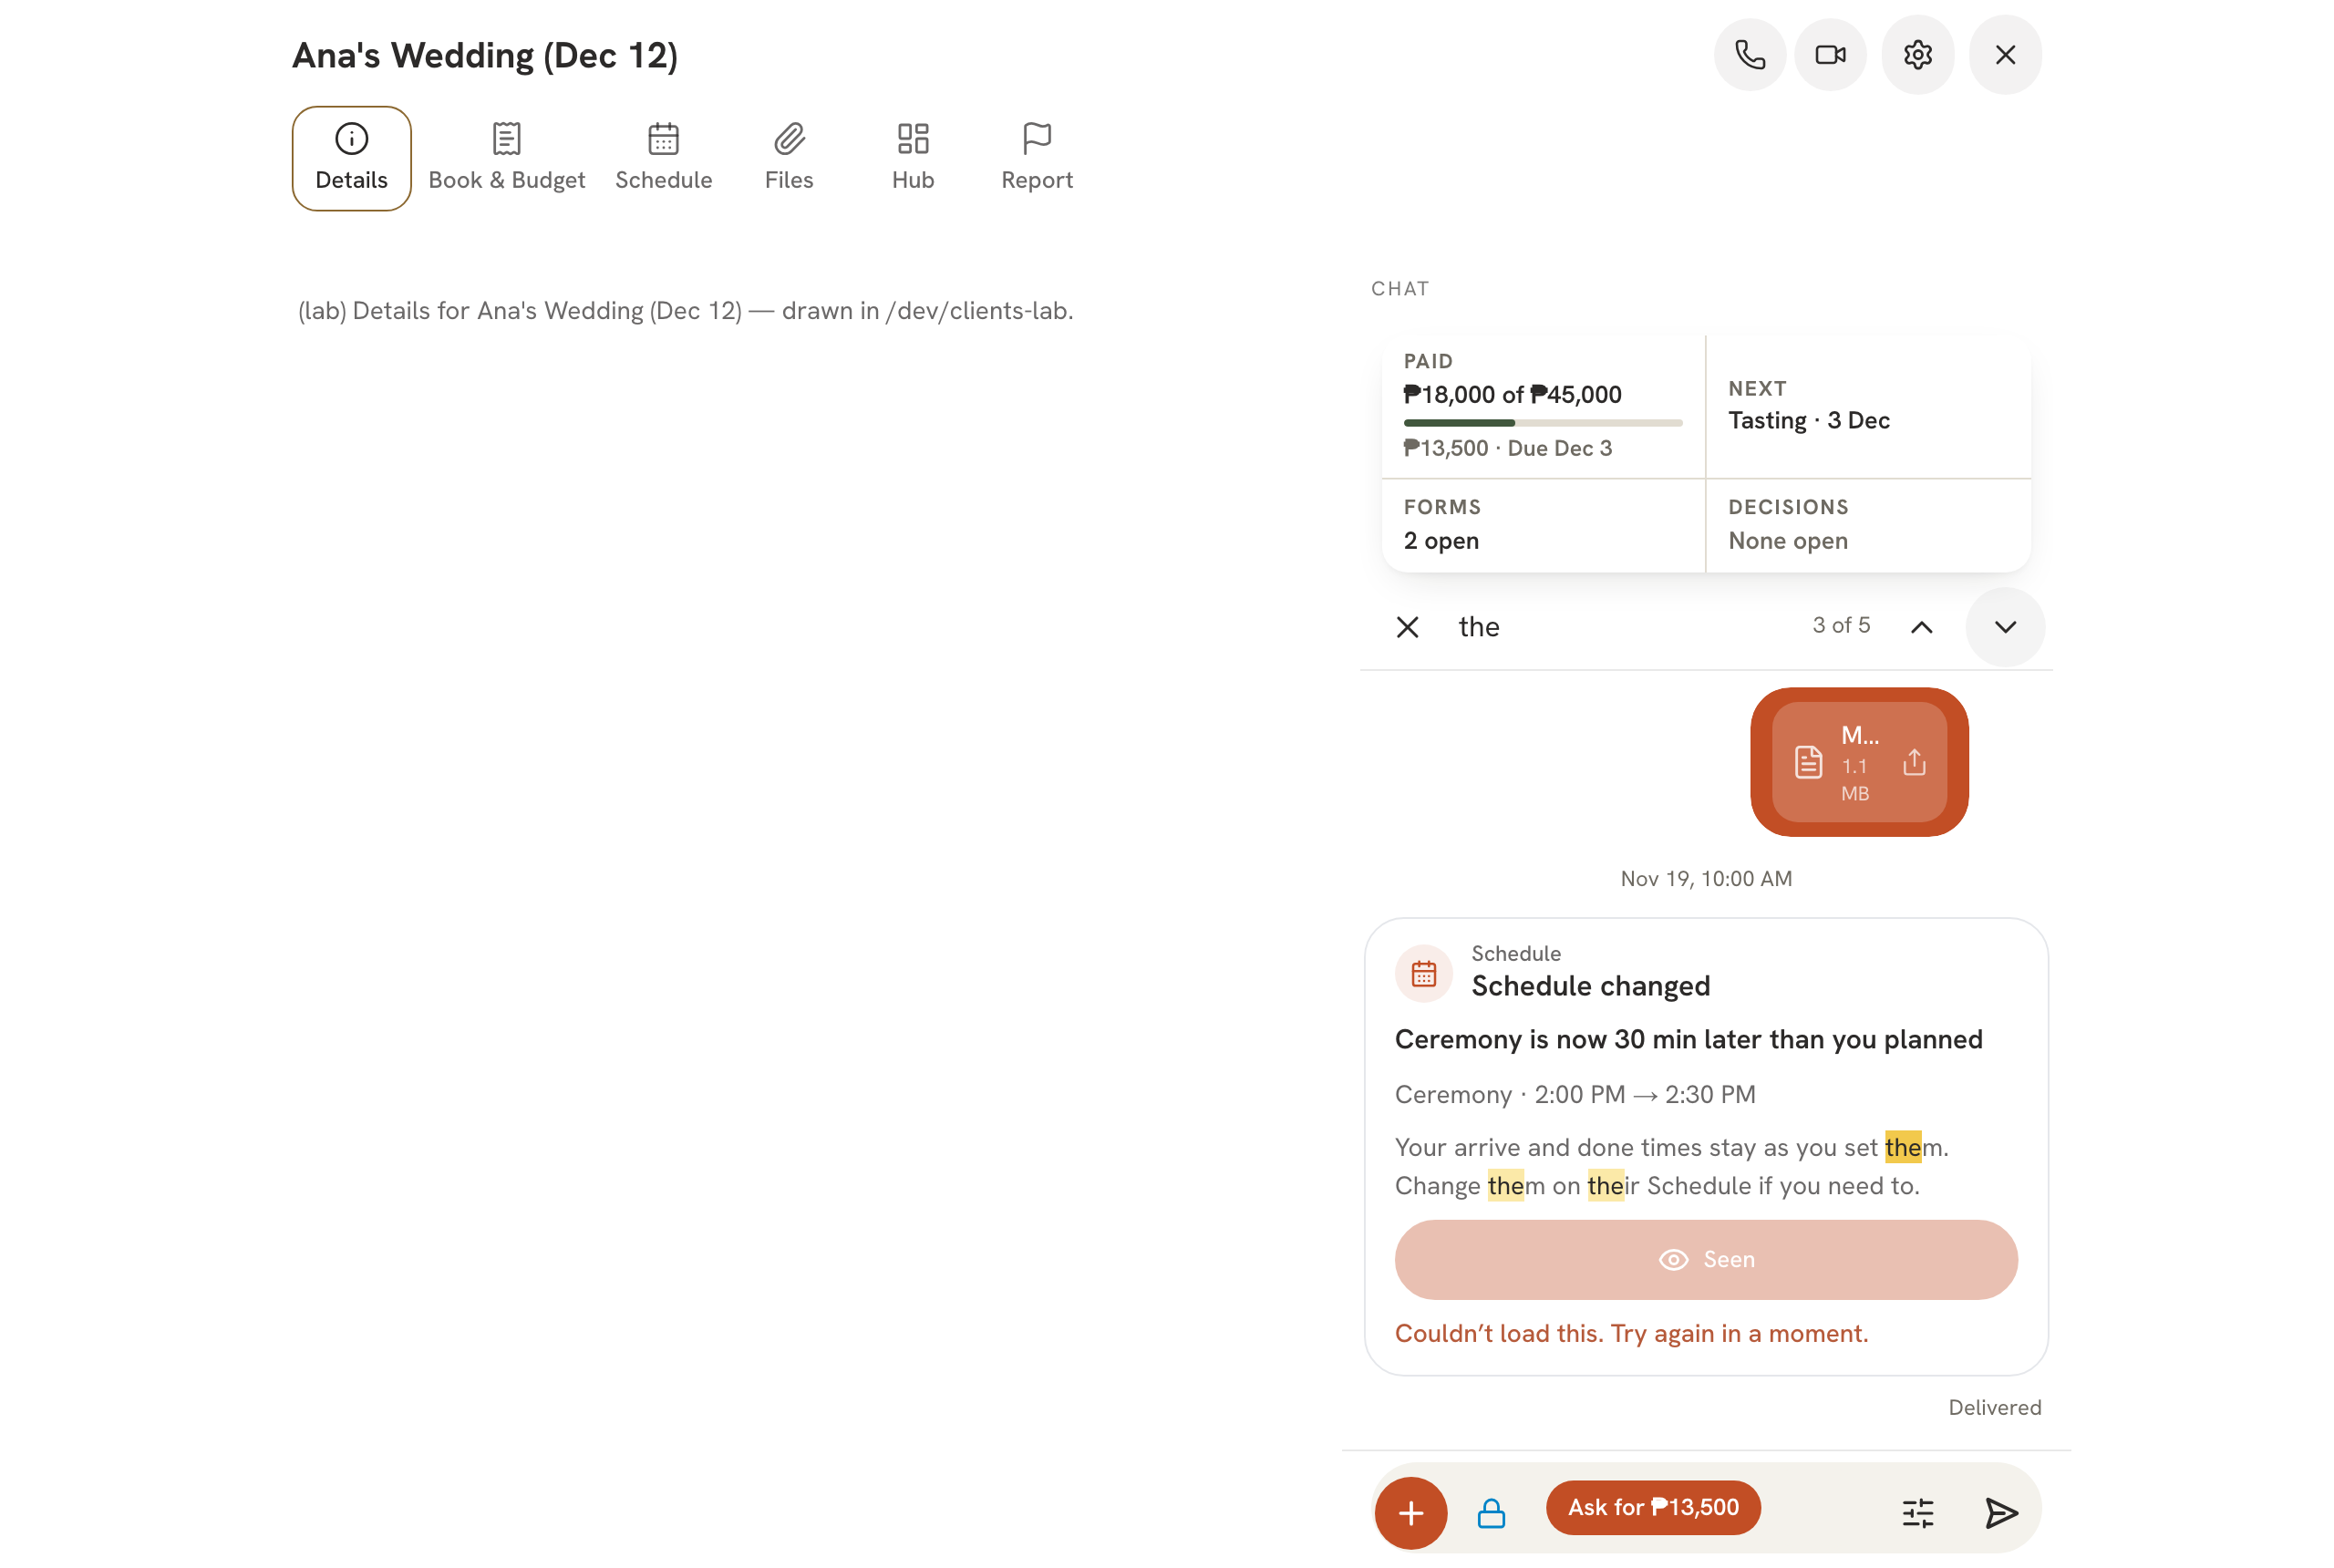 Ana's Wedding (Dec 12)
Details
Book & Budget
Schedule
Files
Hub
Report
(lab) Details for Ana's Wedding (Dec 12) — drawn in /dev/clients-lab.
CHAT
PAID
₱18,000 of ₱45,000
₱13,500 · Due Dec 3
NEXT
Tasting · 3 Dec
FORMS
2 open
DECISIONS
None open
the
3 of 5
M...
1.1
MB
Nov 19, 10:00 AM
Schedule
Schedule changed
Ceremony is now 30 min later than you planned
Ceremony · 2:00 PM → 2:30 PM
Your arrive and done times stay as you set them.
Change them on their Schedule if you need to.
Seen
Couldn’t load this. Try again in a moment.
Delivered
Ask for ₱13,500